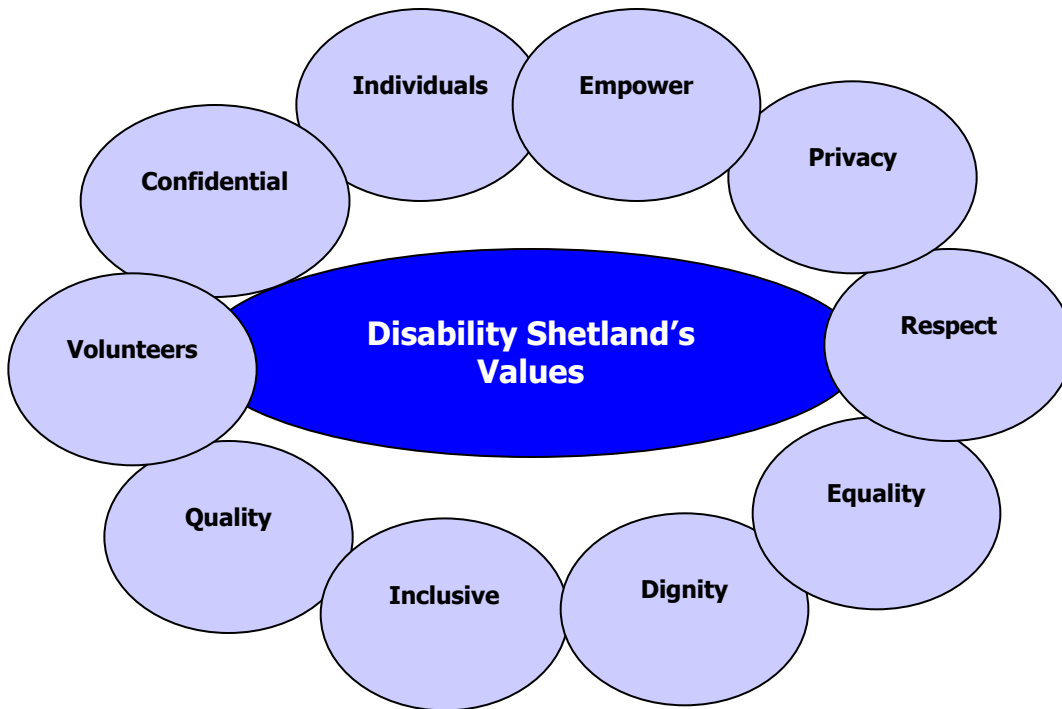 Individuals
Empower
Privacy
Confidential
Respect
Disability Shetland’s
Values
Volunteers
Equality
Quality
Dignity
Inclusive